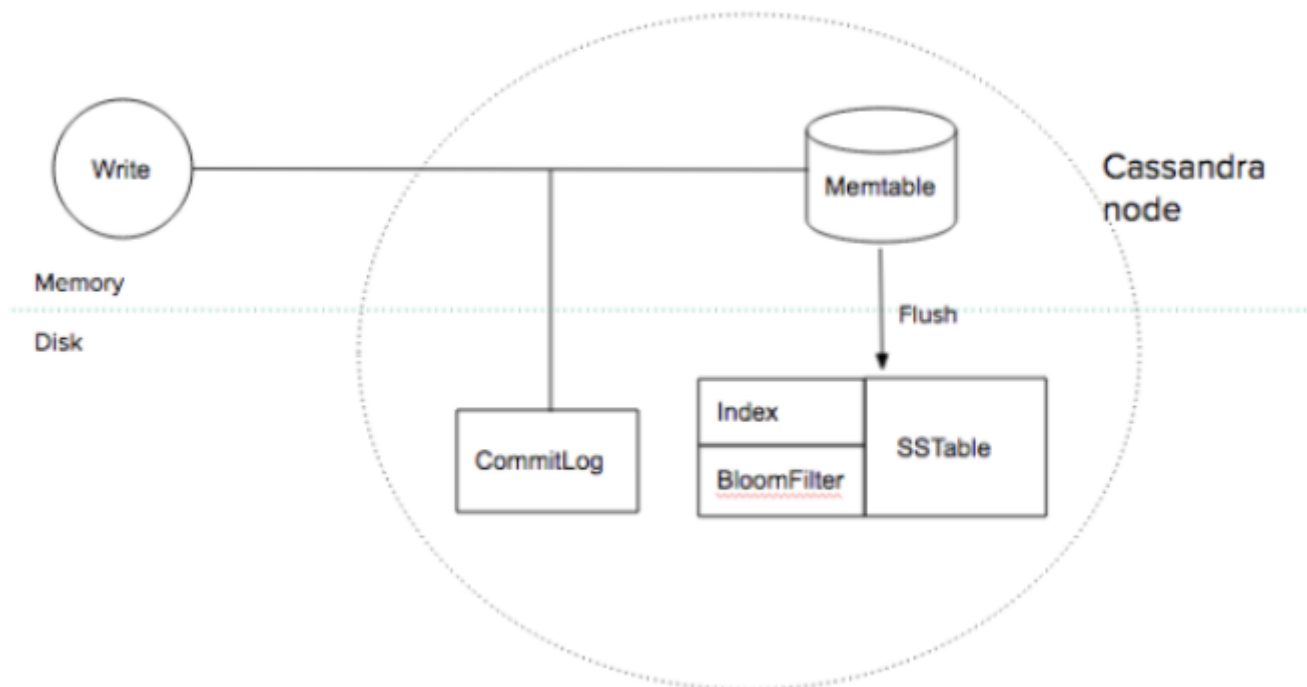 Write
Memtable
Cassandra
node
Memory
Flush
Disk
Index
SSTable
CommitLog
BloomFilter